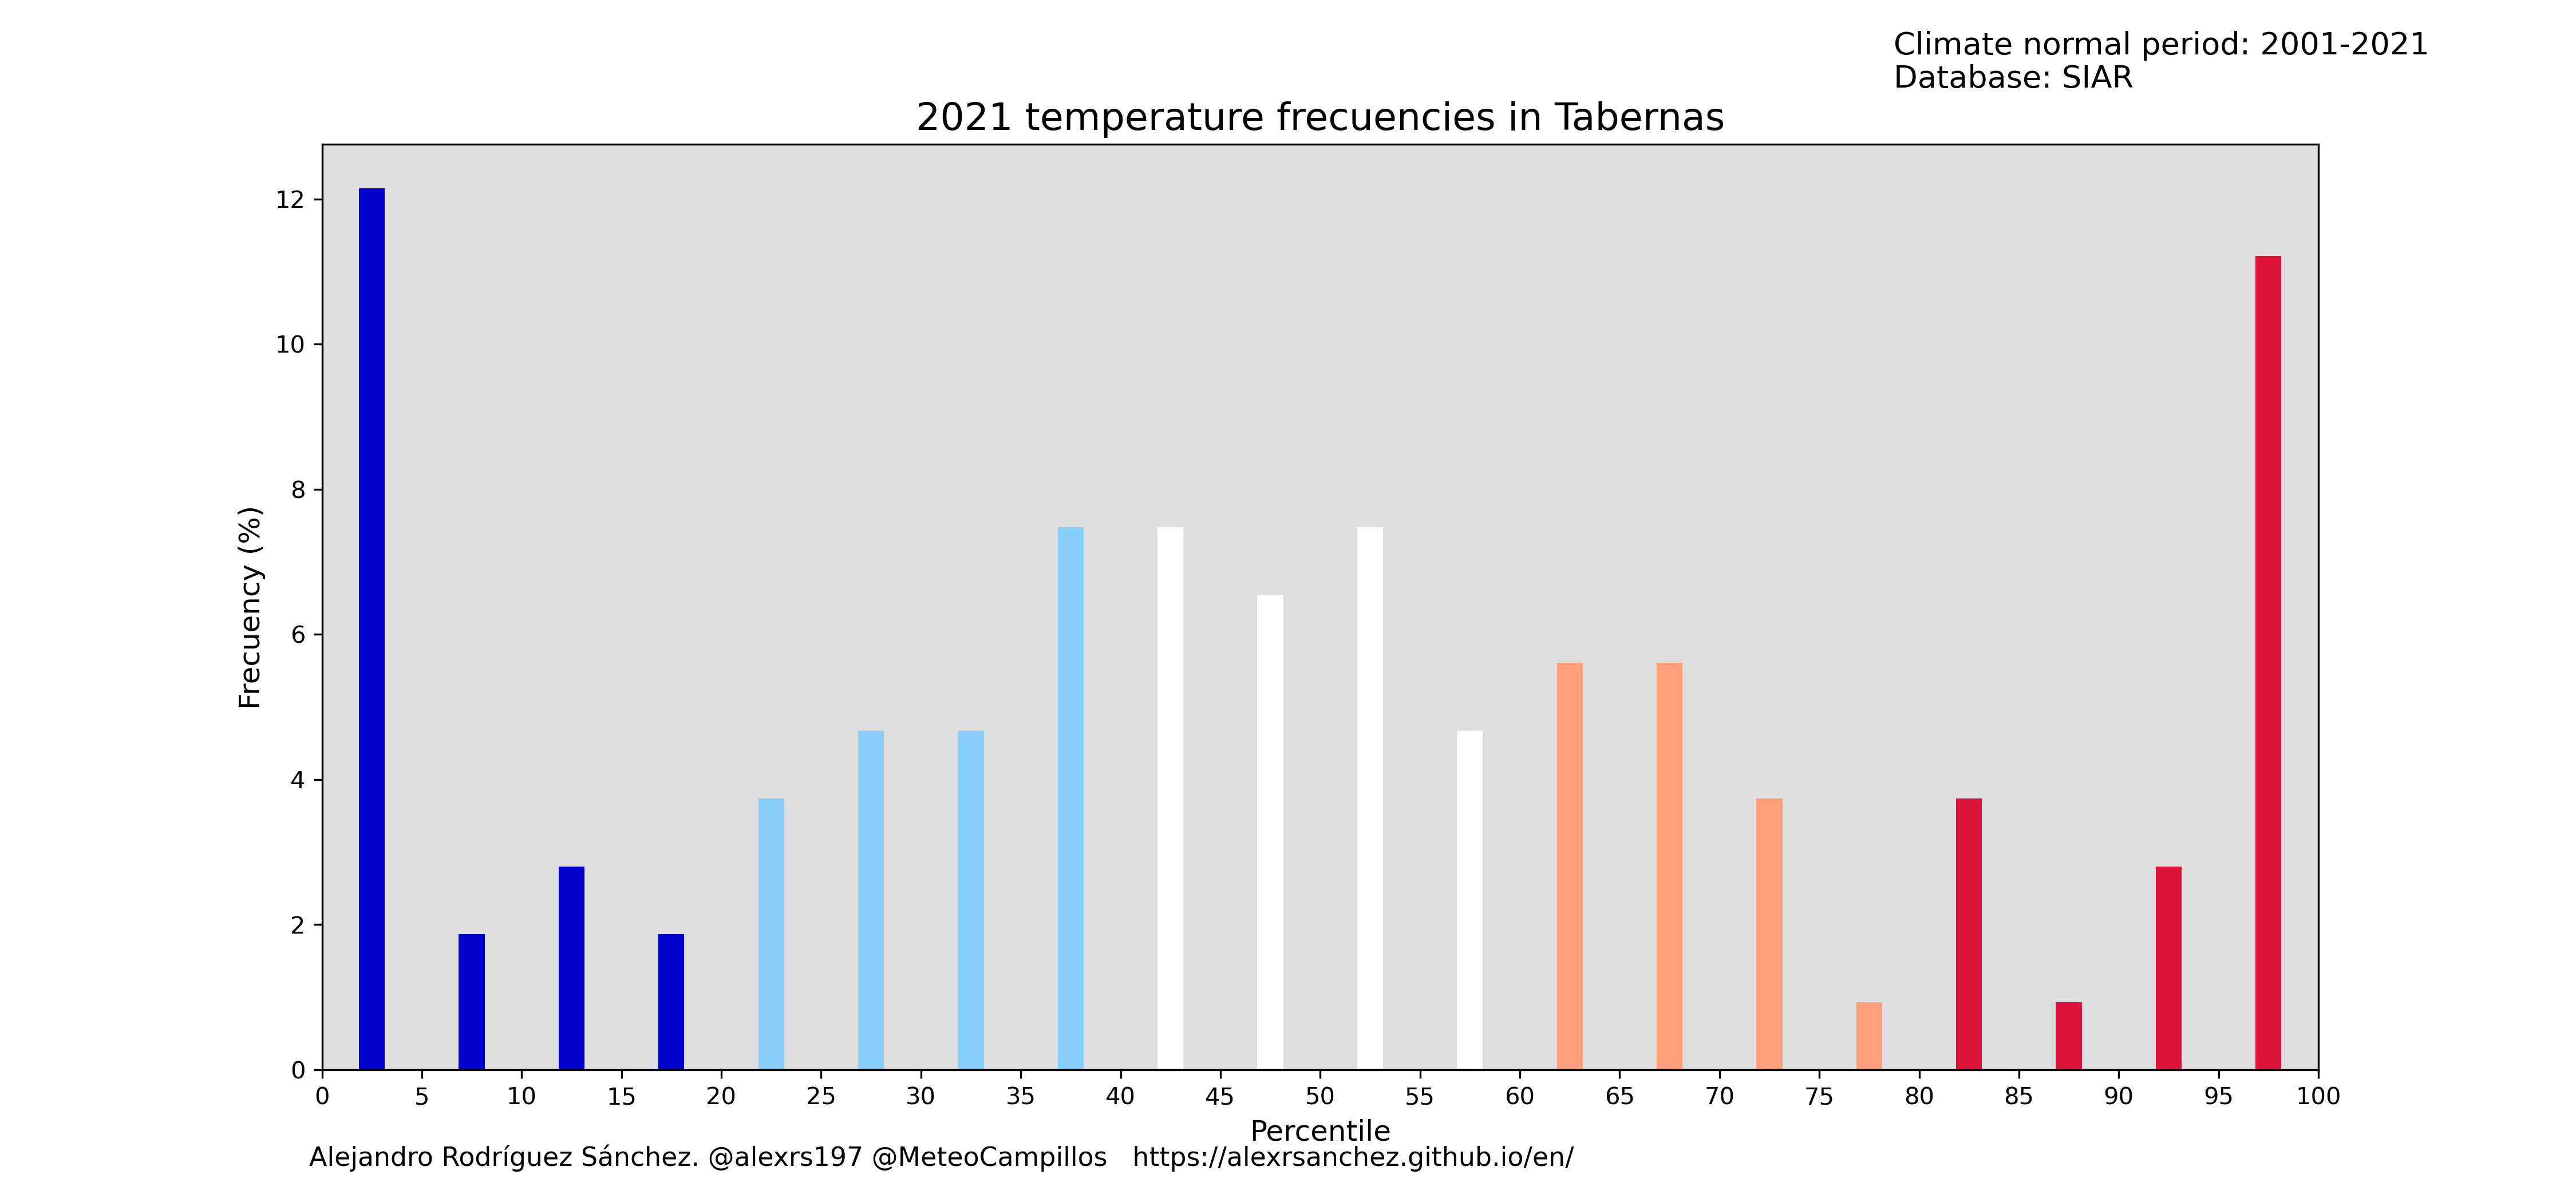 Climate normal period: 2001-2021
Database: SIAR
2021 temperature frecuencies in Tabernas
12
10
8
6
4
2
0
Frecuency (%)
0 5 10 15 20 25 30 35 40 45 50 55 60 65 70 75 80 85 90 95 100
Percentile
Alejandro Rodríguez Sánchez. @alexrs197 @MeteoCampillos https://alexrsanchez.github.io/en/